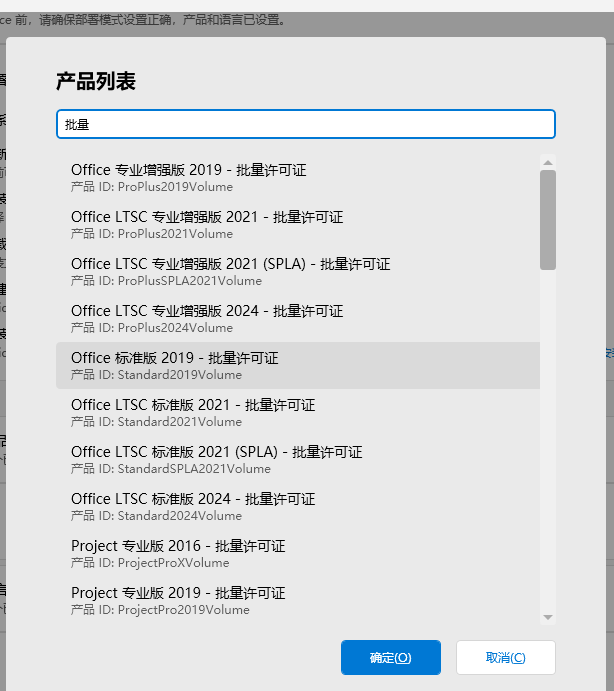 ce 前，请确保部署模式设置正确，产品和语言已设置。
产品列表
批量
Office 专业增强版 2019 - 批量许可证
产品 ID: ProPlus2019Volume
Office LTSC 专业增强版 2021 - 批量许可证
产品 ID: ProPlus2021Volume
Office LTSC 专业增强版 2021 (SPLA) - 批量许可证
产品 ID: ProPlusSPLA2021Volume
Office LTSC 专业增强版 2024 - 批量许可证
产品 ID: ProPlus2024Volume
Office 标准版 2019 - 批量许可证
产品 ID: Standard2019Volume
Office LTSC 标准版 2021 - 批量许可证
产品 ID: Standard2021Volume
Office LTSC 标准版 2021 (SPLA) - 批量许可证
产品 ID: StandardSPLA2021Volume
Office LTSC 标准版 2024 - 批量许可证
产品 ID: Standard2024Volume
Project 专业版 2016 - 批量许可证
产品 ID: ProjectProXVolume
Project 专业版 2019 - 批量许可证
产品 ID: ProjectPro2019Volume
确定(O)
取消(C)